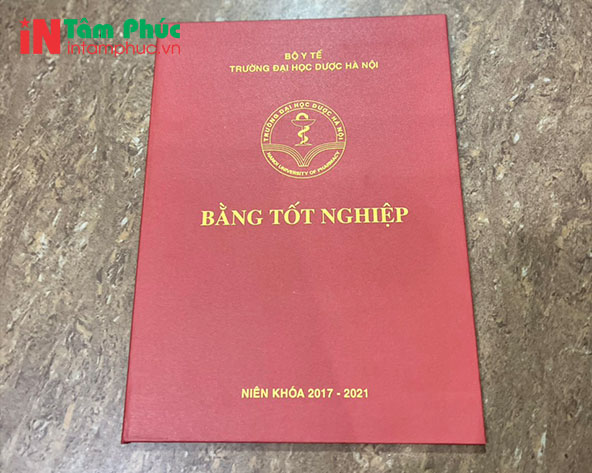 iN Tâm Phúc
intamphuc.vn
BỘ Y TẾ
TRƯỜNG ĐẠI HỌC DƯỢC HÀ NỘI
TRƯỜNG ĐẠI HỌC DƯỢC HÀ NỘI
HANOI UNIVERSITY OF PHARMACY
BẰNG TỐT NGHIỆP
NIÊN KHÓA 2017 - 2021